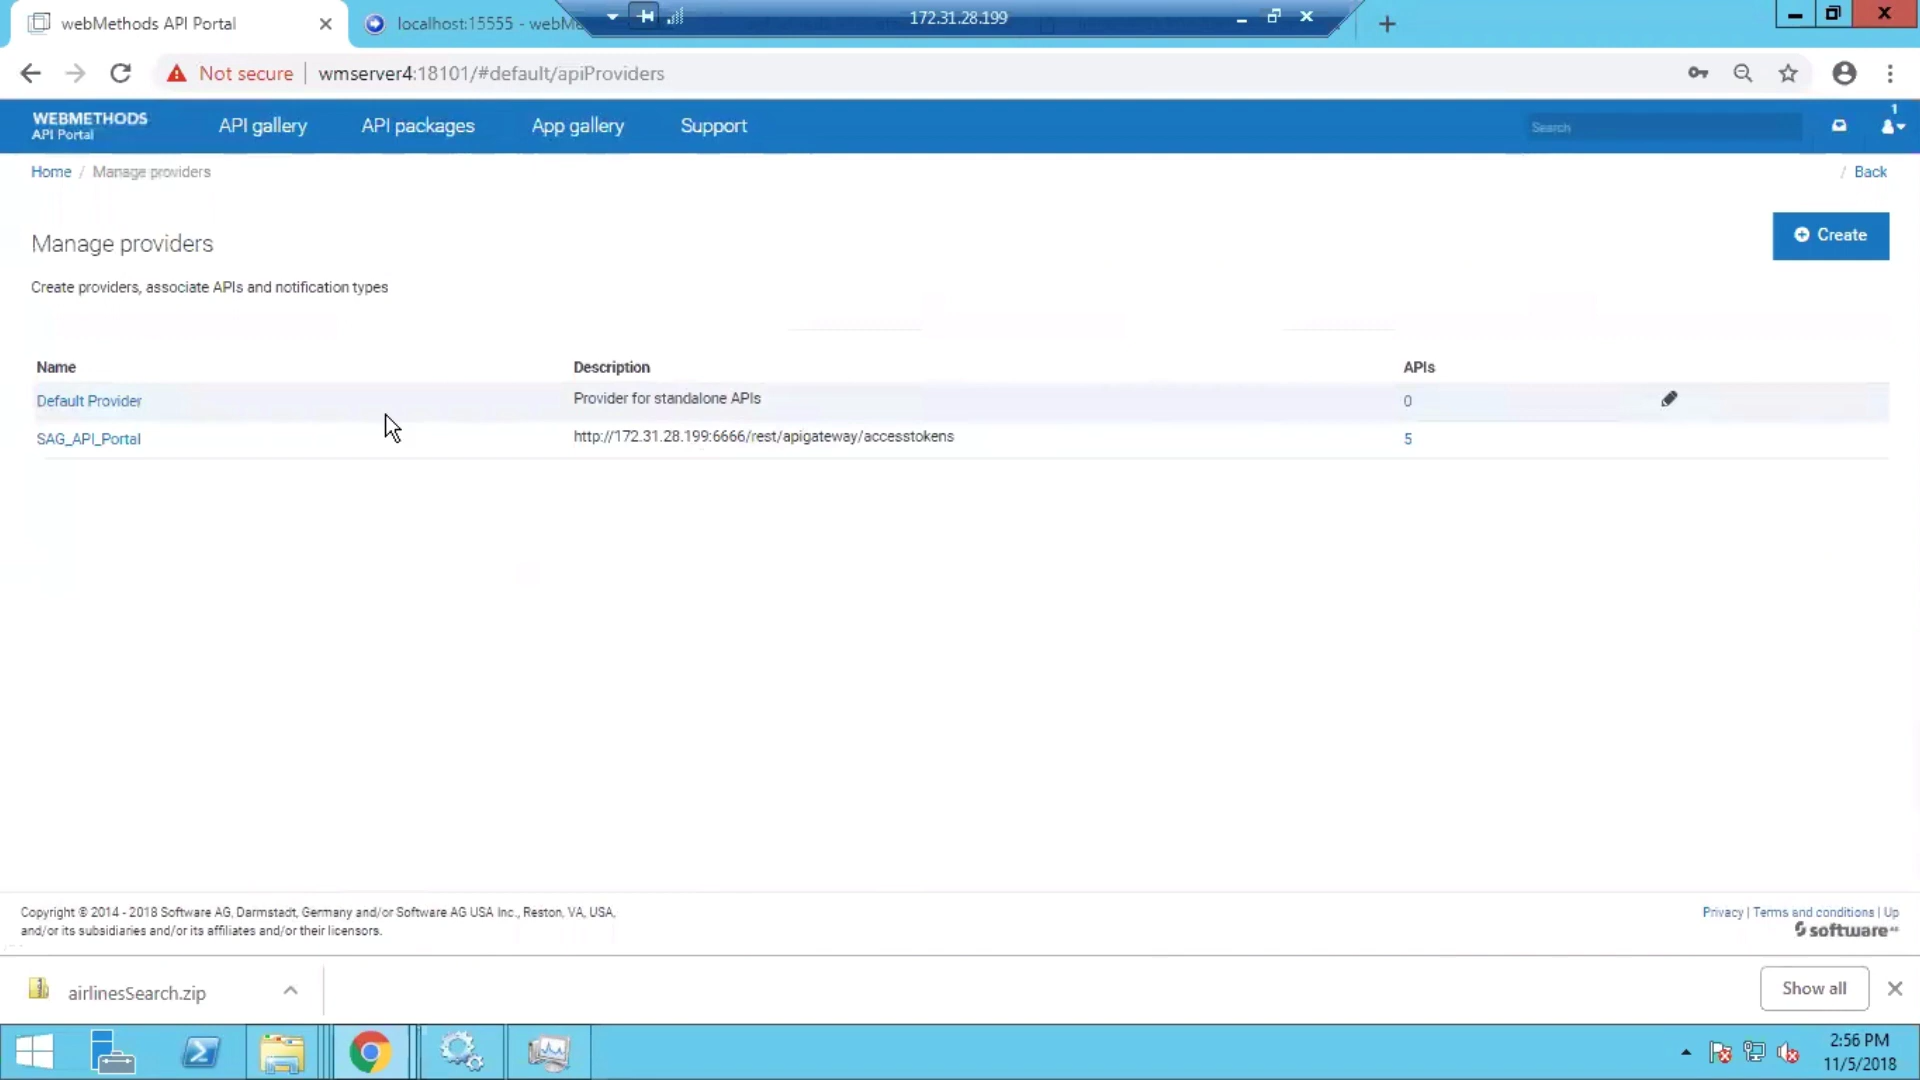 webMethods API Portal
localhost:15555 - webMe
172.31.28.199
Not secure
wmserver4:18101/#default/apiProviders
WEBMETHODS
API Portal
API gallery
API packages
App gallery
Support
Search
1
Home / Manage providers
/ Back
Manage providers
Create
Create providers, associate APIs and notification types
Name
Description
APIs
Default Provider
Provider for standalone APIs
0
SAG_API_Portal
http://172.31.28.199:6666/rest/apigateway/accesstokens
5
Copyright © 2014 - 2018 Software AG, Darmstadt, Germany and/or Software AG USA Inc., Reston, VA, USA,
and/or its subsidiaries and/or its affiliates and/or their licensors.
Privacy | Terms and conditions | Up
software AG
airlinesSearch.zip
Show all
2:56 PM
11/5/2018